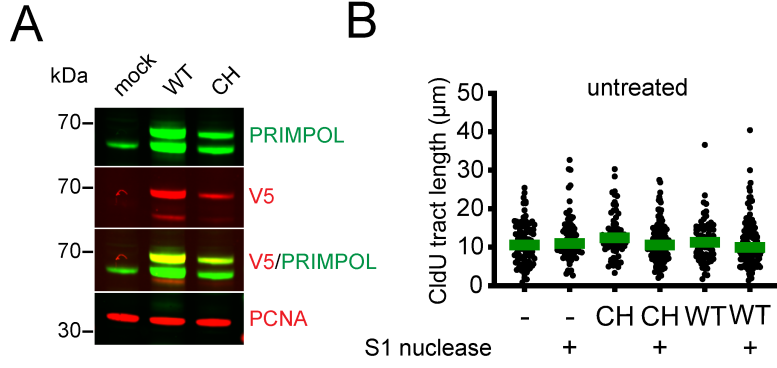 A
kDa
mock WT CH
70–
PRIMPOL
70–
V5
70–
V5/PRIMPOL
30–
PCNA
B
untreated
CldU tract length (µm)
50
40
30
20
10
0
- - CH CH WT WT
S1 nuclease + + +